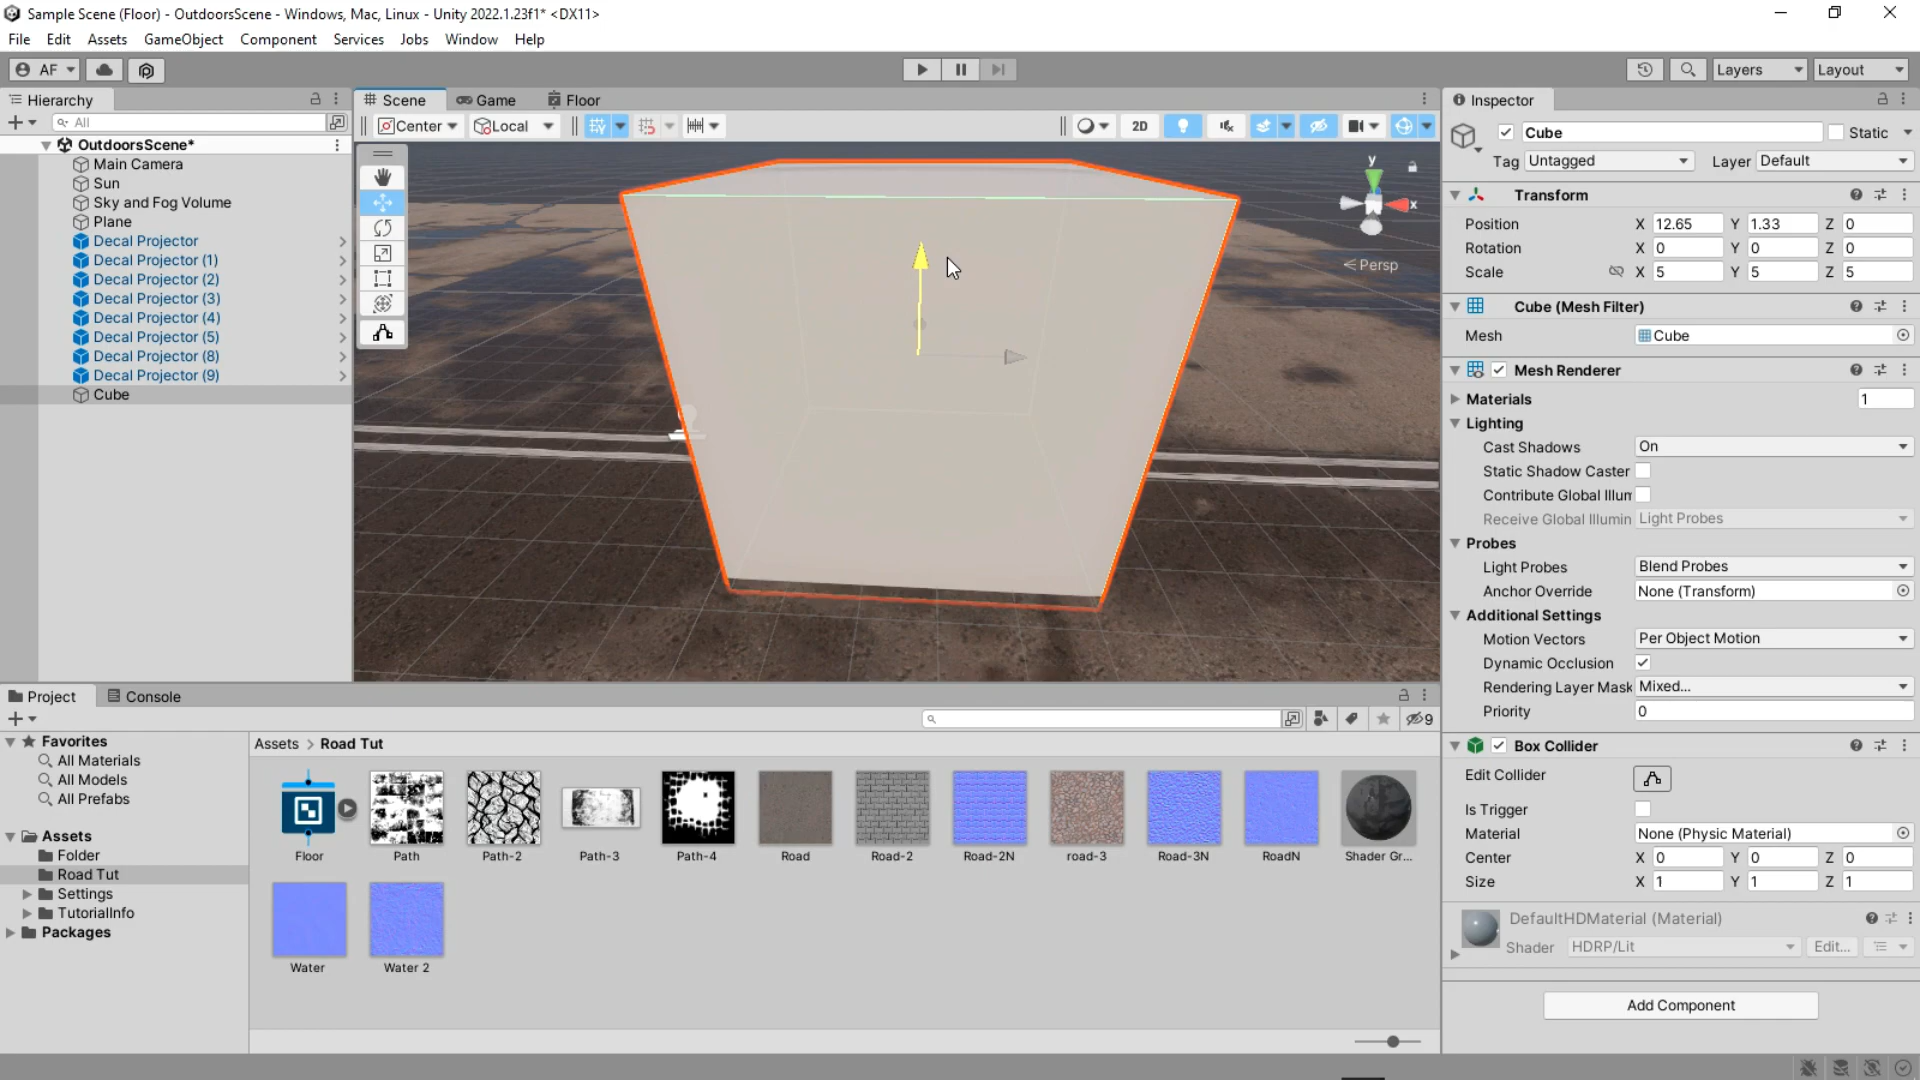 Sample Scene (Floor) - OutdoorsScene - Windows, Mac, Linux - Unity 2022.1.23f1* <DX11>
File Edit Assets GameObject Component Services Jobs Window Help
AF
Layers
Layout
Hierarchy
All
OutdoorsScene*
Main Camera
Sun
Sky and Fog Volume
Plane
Decal Projector
Decal Projector (1)
Decal Projector (2)
Decal Projector (3)
Decal Projector (4)
Decal Projector (5)
Decal Projector (8)
Decal Projector (9)
Cube
Scene Game Floor
Center Local 2D
y
x
Persp
Inspector
Cube Static
Tag Untagged Layer Default
Transform
Position X 12.65 Y 1.33 Z 0
Rotation X 0 Y 0 Z 0
Scale X 5 Y 5 Z 5
Cube (Mesh Filter)
Mesh Cube
Mesh Renderer
Materials 1
Lighting
Cast Shadows On
Static Shadow Caster
Contribute Global Illum
Receive Global Illumin Light Probes
Probes
Light Probes Blend Probes
Anchor Override None (Transform)
Additional Settings
Motion Vectors Per Object Motion
Dynamic Occlusion
Rendering Layer Mask Mixed...
Priority 0
Box Collider
Edit Collider
Is Trigger
Material None (Physic Material)
Center X 0 Y 0 Z 0
Size X 1 Y 1 Z 1
DefaultHDMaterial (Material)
Shader HDRP/Lit Edit...
Add Component
Project Console
9
Favorites
All Materials
All Models
All Prefabs
Assets
Folder
Road Tut
Settings
TutorialInfo
Packages
Assets > Road Tut
Floor Path Path-2 Path-3 Path-4 Road Road-2 Road-2N road-3 Road-3N RoadN Shader Gr...
Water Water 2